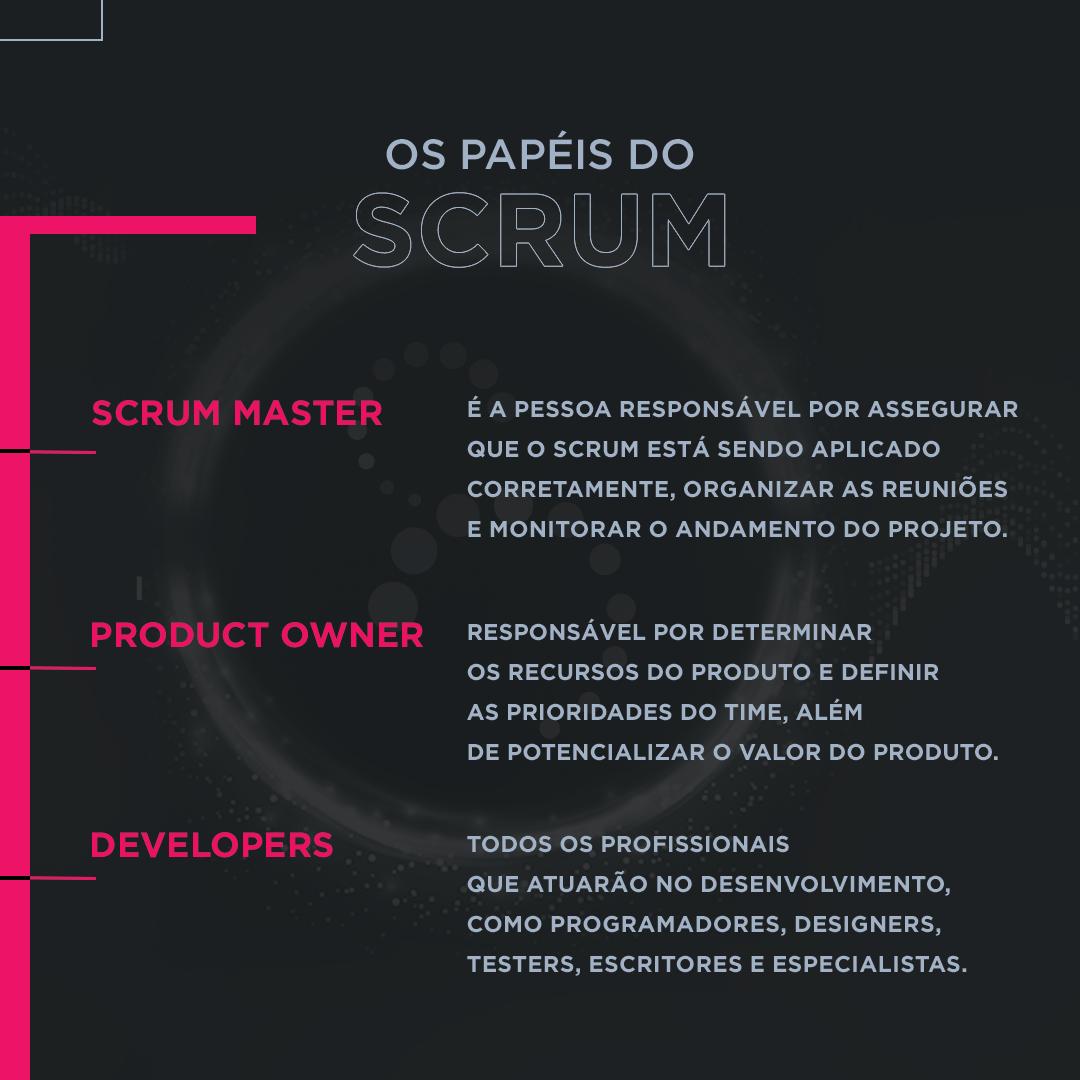 OS PAPÉIS DO
SCRUM
SCRUM MASTER
É A PESSOA RESPONSÁVEL POR ASSEGURAR
QUE O SCRUM ESTÁ SENDO APLICADO
CORRETAMENTE, ORGANIZAR AS REUNIÕES
E MONITORAR O ANDAMENTO DO PROJETO.
PRODUCT OWNER
RESPONSÁVEL POR DETERMINAR
OS RECURSOS DO PRODUTO E DEFINIR
AS PRIORIDADES DO TIME, ALÉM
DE POTENCIALIZAR O VALOR DO PRODUTO.
DEVELOPERS
TODOS OS PROFISSIONAIS
QUE ATUARÃO NO DESENVOLVIMENTO,
COMO PROGRAMADORES, DESIGNERS,
TESTERS, ESCRITORES E ESPECIALISTAS.